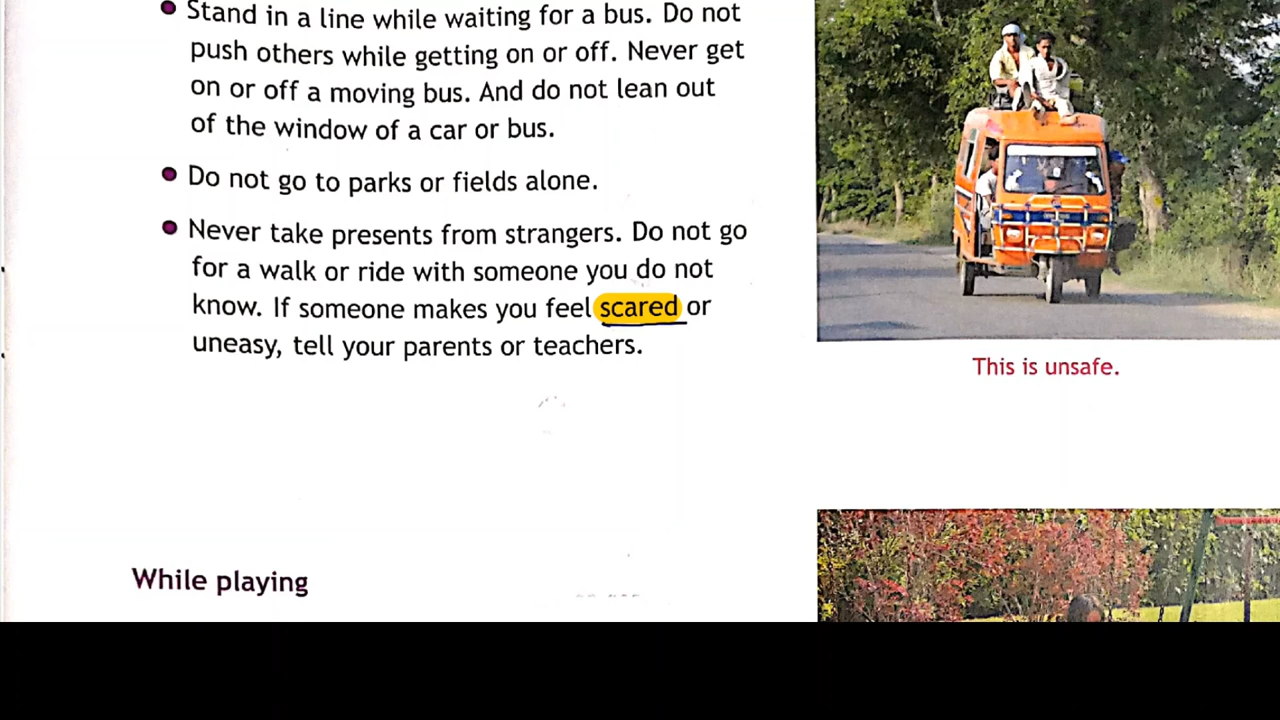 Stand in a line while waiting for a bus. Do not
push others while getting on or off. Never get
on or off a moving bus. And do not lean out
of the window of a car or bus.
Do not go to parks or fields alone.
Never take presents from strangers. Do not go
for a walk or ride with someone you do not
know. If someone makes you feel scared or
uneasy, tell your parents or teachers.
This is unsafe.
While playing